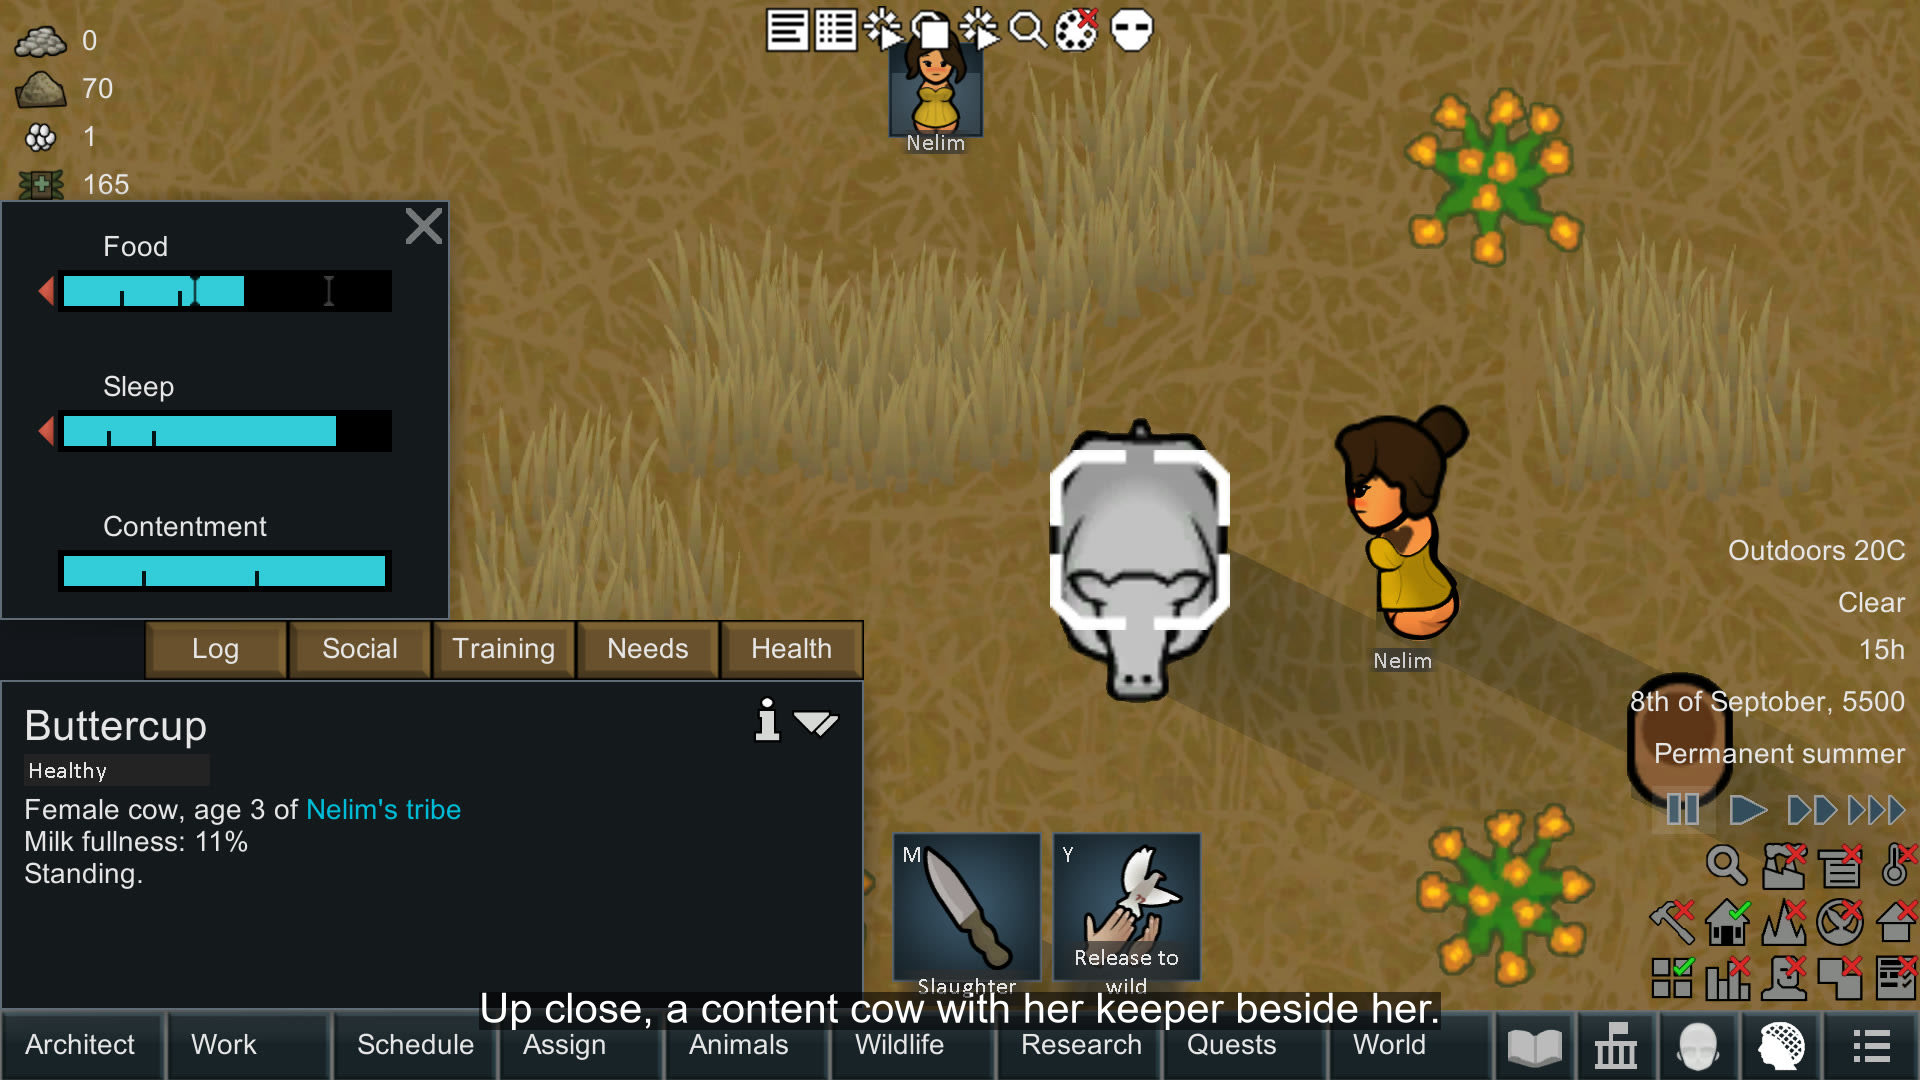 0
70
1
165
Nelim
Food
Sleep
Contentment
Log
Social
Training
Needs
Health
Buttercup
Healthy
Female cow, age 3 of Nelim's tribe
Milk fullness: 11%
Standing.
Nelim
Outdoors 20C
Clear
15h
8th of Septober, 5500
Permanent summer
M
Slaughter
Y
Release to
wild
Up close, a content cow with her keeper beside her.
Architect
Work
Schedule
Assign
Animals
Wildlife
Research
Quests
World